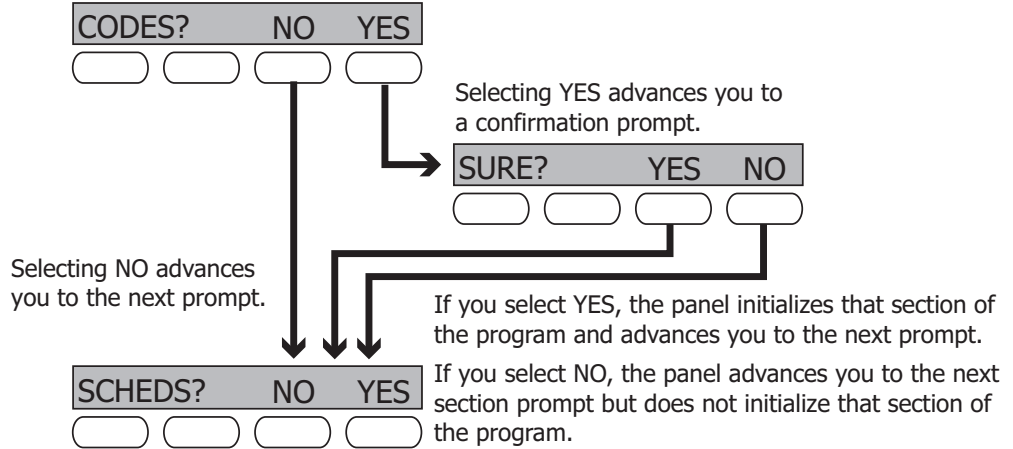 CODES? NO YES
Selecting YES advances you to
a confirmation prompt.
SURE? YES NO
Selecting NO advances
you to the next prompt.
If you select YES, the panel initializes that section of
the program and advances you to the next prompt.
SCHEDS? NO YES
If you select NO, the panel advances you to the next
section prompt but does not initialize that section of
the program.